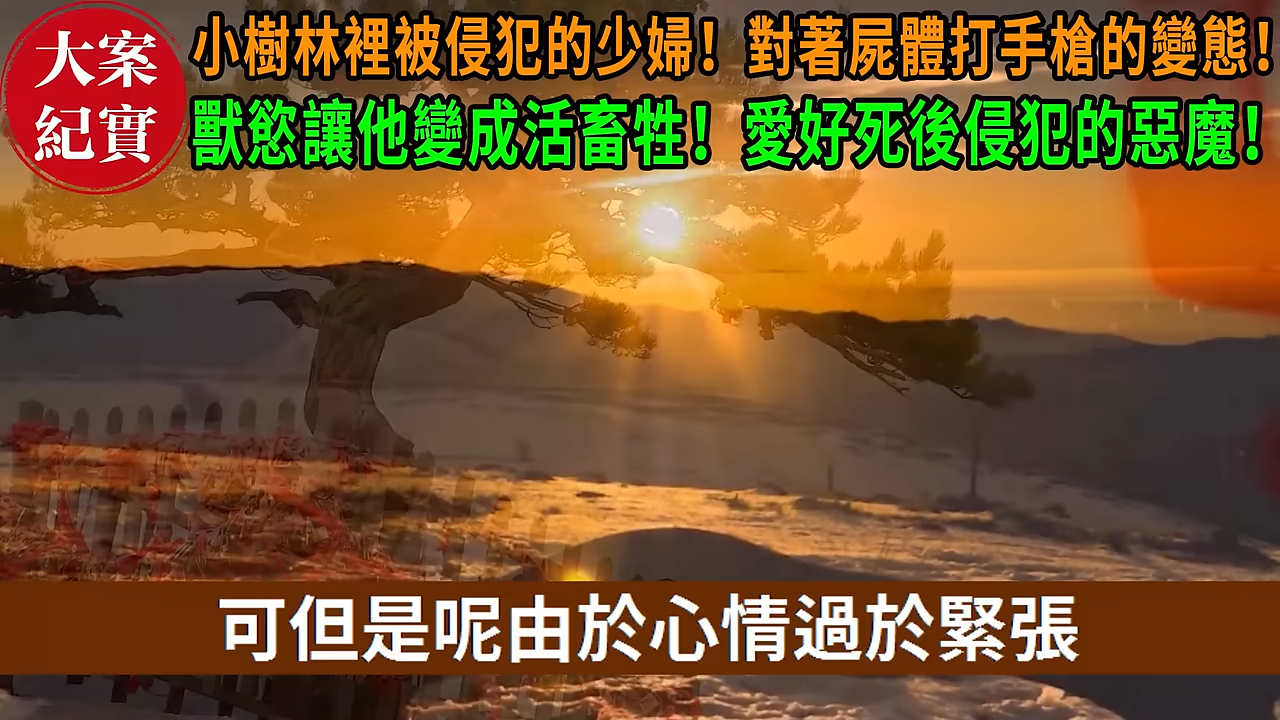 大案
紀實
小樹林裡被侵犯的少婦！對著屍體打手槍的變態！
獸慾讓他變成活畜牲！愛好死後侵犯的惡魔！
可但是呢由於心情過於緊張